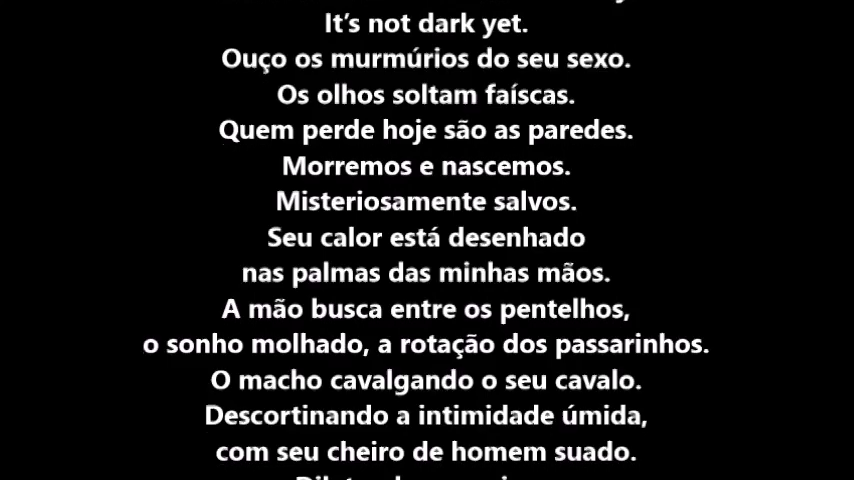 It’s not dark yet.
Ouço os murmúrios do seu sexo.
Os olhos soltam faíscas.
Quem perde hoje são as paredes.
Morremos e nascemos.
Misteriosamente salvos.
Seu calor está desenhado
nas palmas das minhas mãos.
A mão busca entre os pentelhos,
o sonho molhado, a rotação dos passarinhos.
O macho cavalgando o seu cavalo.
Descortinando a intimidade úmida,
com seu cheiro de homem suado.